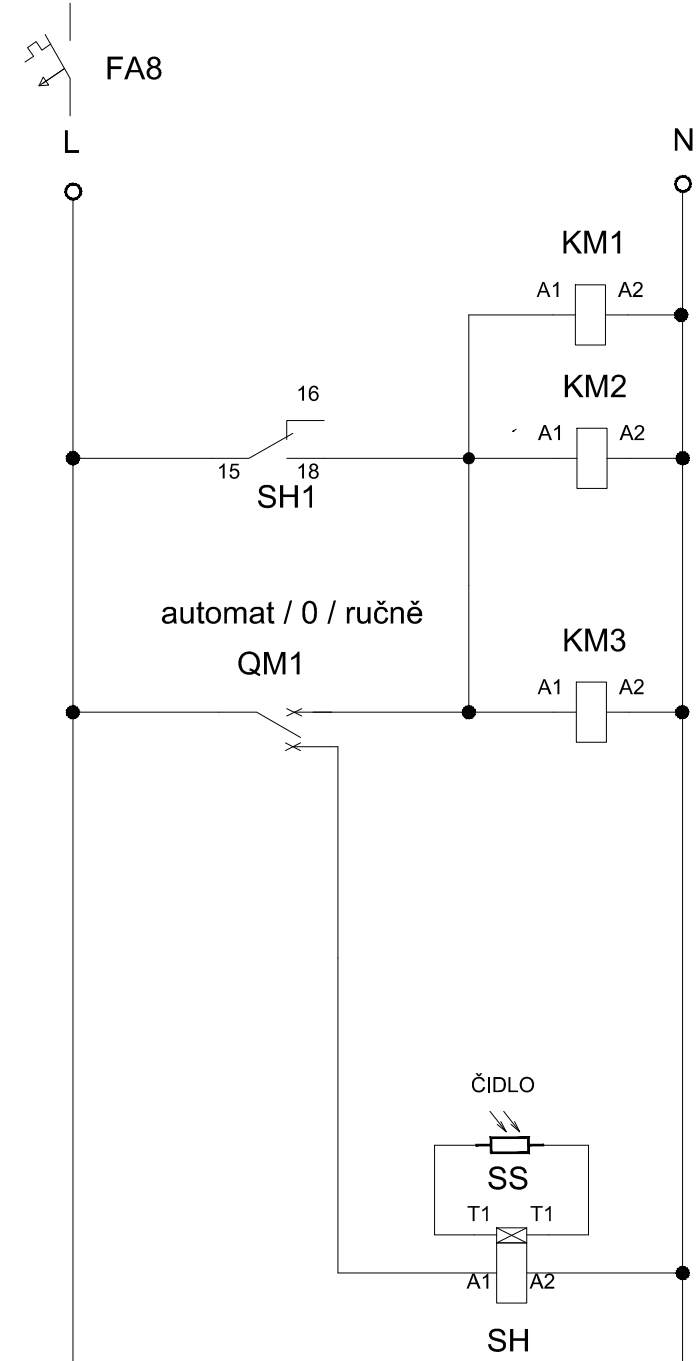 FA8
L N
KM1
A1 A2
KM2
16
A1 A2
15 18
SH1
automat / 0 / ručně
KM3
QM1
A1 A2
ČIDLO
SS
T1 T1
A1 A2
SH